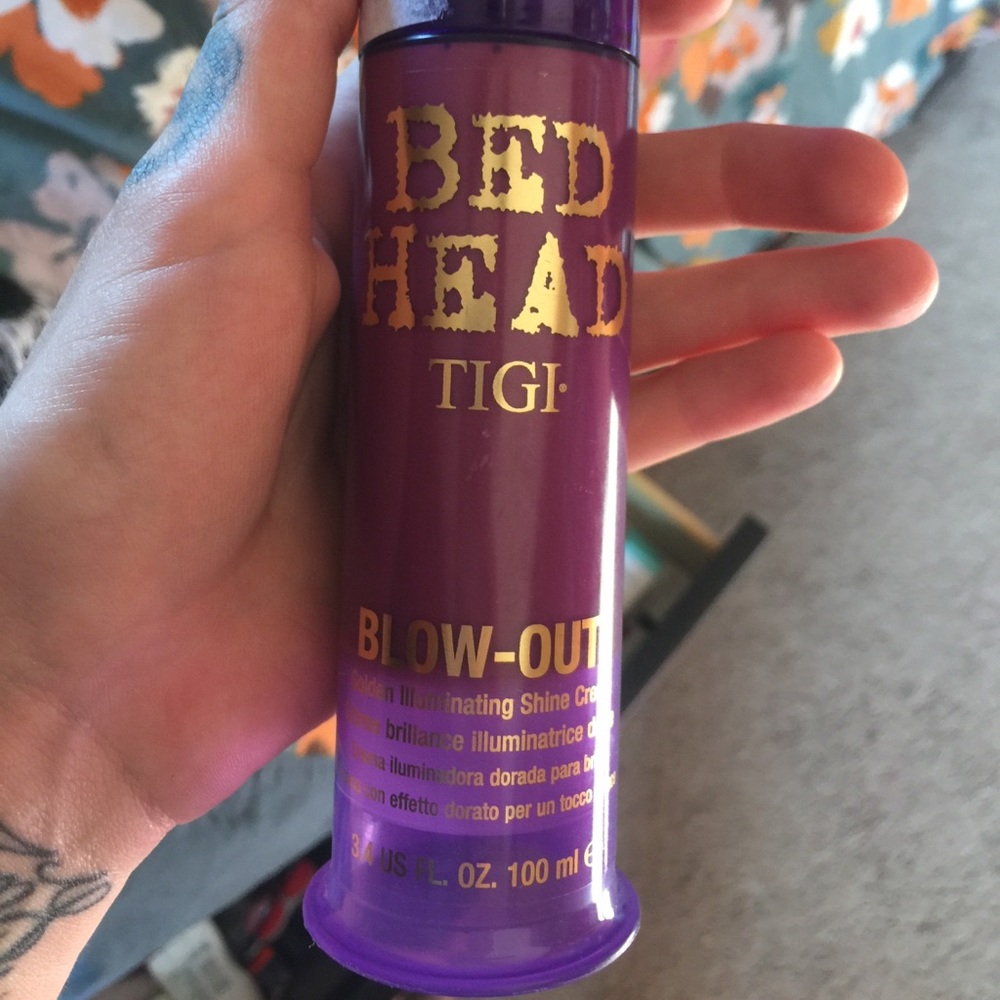 BED
HEAD
TIGI
BLOW-OUT
Golden Illuminating Shine
brillance illuminatrice
iluminadora dorada para
con effetto dorato per un tocco
3.4 US FL. OZ. 100 ml e